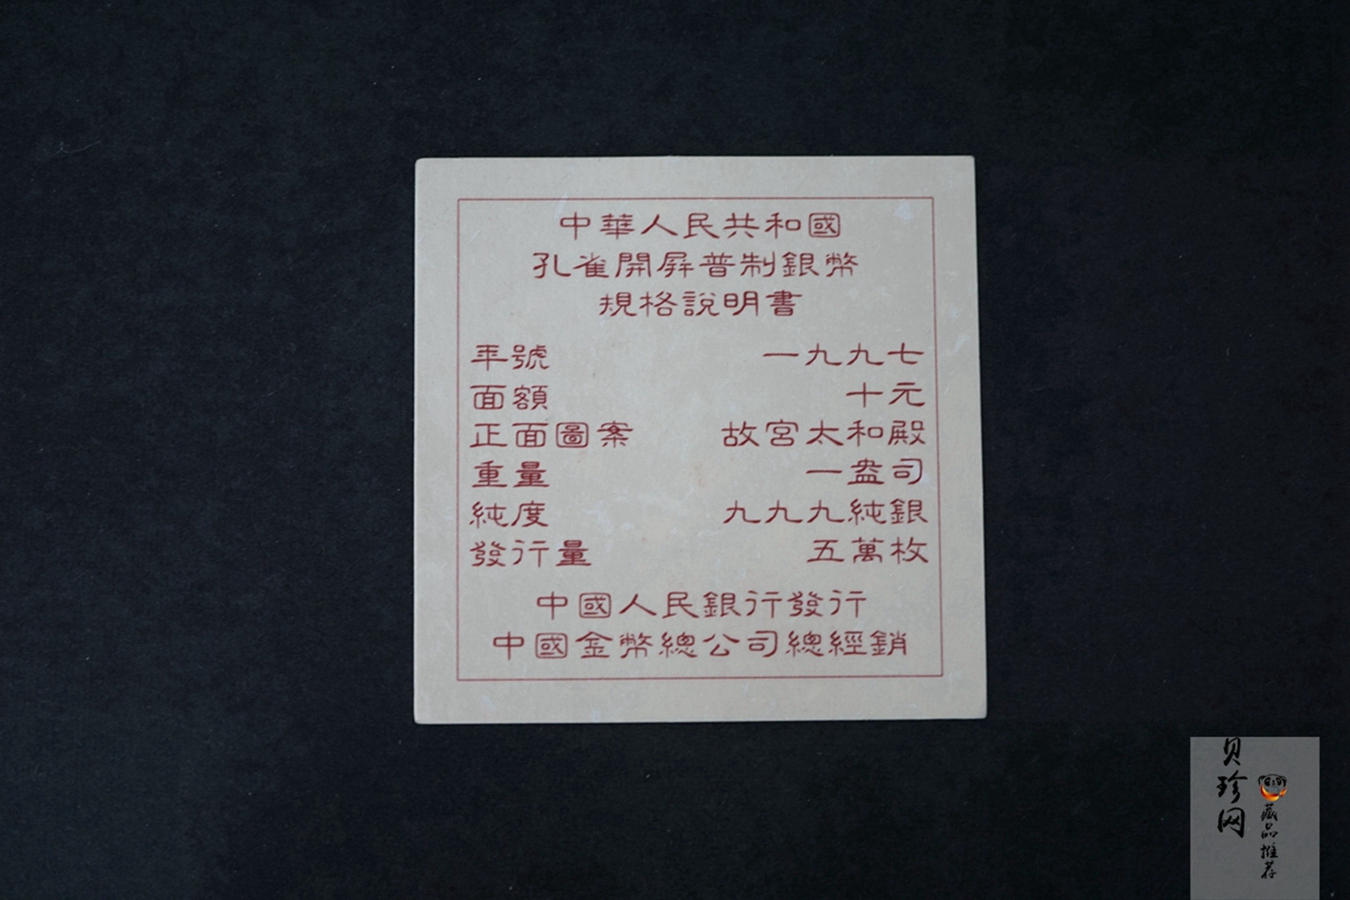 中華人民共和國
孔雀開屏普制銀幣
規格說明書
年號 一九九七
面額 十元
正面圖案 故宮太和殿
重量 一盎司
純度 九九九純銀
發行量 五萬枚
中國人民銀行發行
中國金幣總公司總經銷
贝珍网
藏品推荐